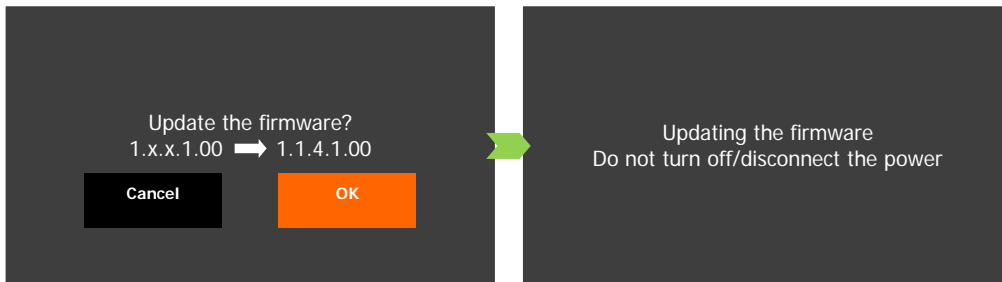 Update the firmware?
1.x.x.1.00 1.1.4.1.00
Cancel OK
Updating the firmware
Do not turn off/disconnect the power